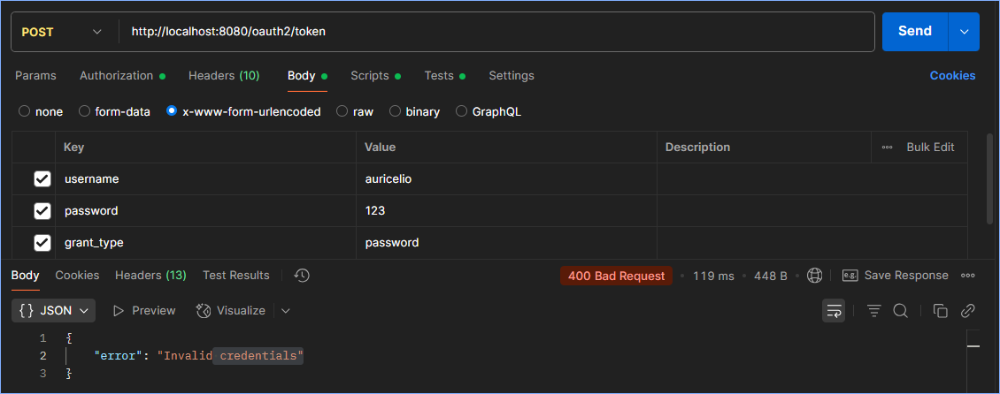 POST http://localhost:8080/oauth2/token Send
Params Authorization Headers (10) Body Scripts Tests Settings Cookies
none form-data x-www-form-urlencoded raw binary GraphQL
Key Value Description ••• Bulk Edit
username auricelio
password 123
grant_type password
Body Cookies Headers (13) Test Results 400 Bad Request • 119 ms • 448 B • e.g. Save Response •••
{} JSON Preview Visualize
1 {
2 "error": "Invalid credentials"
3 }